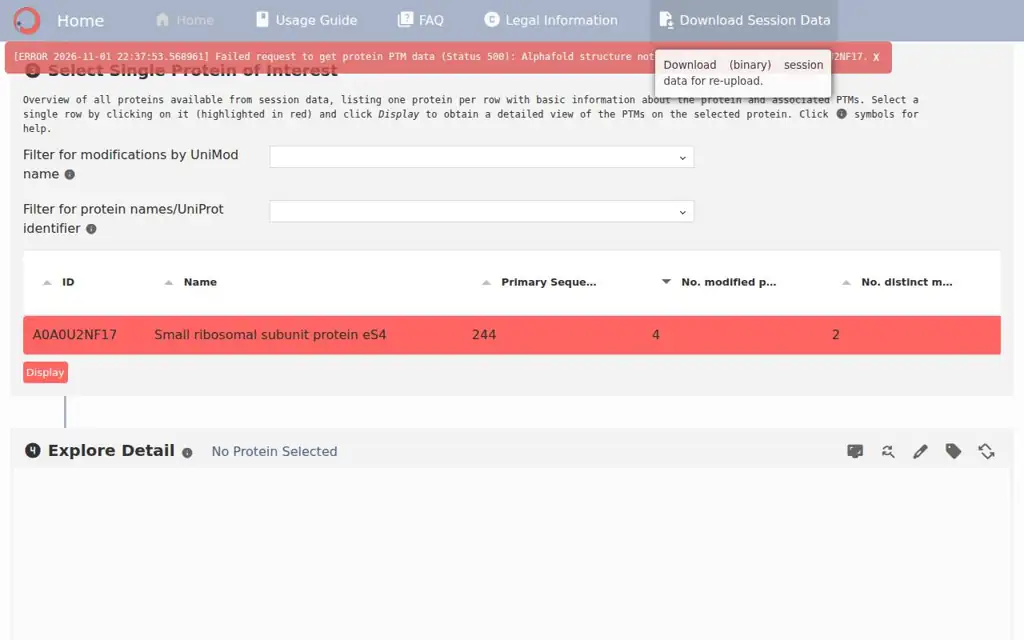 Home
Home
Usage Guide
FAQ
Legal Information
Download Session Data
[ERROR 2026-11-01 22:37:53.568961] Failed request to get protein PTM data (Status 500): Alphafold structure not 2NF17. X
Download (binary) session
data for re-upload.
Select Single Protein of Interest
Overview of all proteins available from session data, listing one protein per row with basic information about the protein and associated PTMs. Select a
single row by clicking on it (highlighted in red) and click Display to obtain a detailed view of the PTMs on the selected protein. Click i symbols for
help.
Filter for modifications by UniMod
name i
Filter for protein names/UniProt
identifier i
ID Name Primary Seque... No. modified p... No. distinct m...
A0A0U2NF17 Small ribosomal subunit protein eS4 244 4 2
Display
4 Explore Detail i No Protein Selected